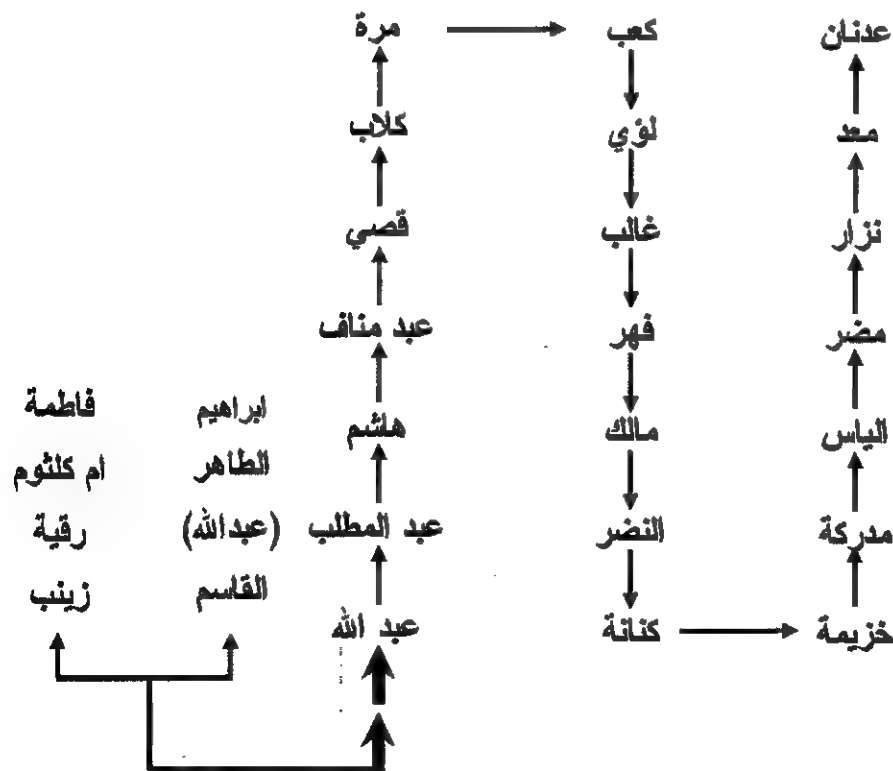 عدنان
كعب
مرة
معد
لؤي
كلاب
نزار
غالب
قصي
مضر
فهر
عبد مناف
الياس
مالك
هاشم
ابراهيم
فاطمة
الطاهر
ام كلثوم
مدركة
النضر
عبد المطلب
(عبدالله)
رقية
القاسم
زينب
خزيمة
كنانة
عبد الله